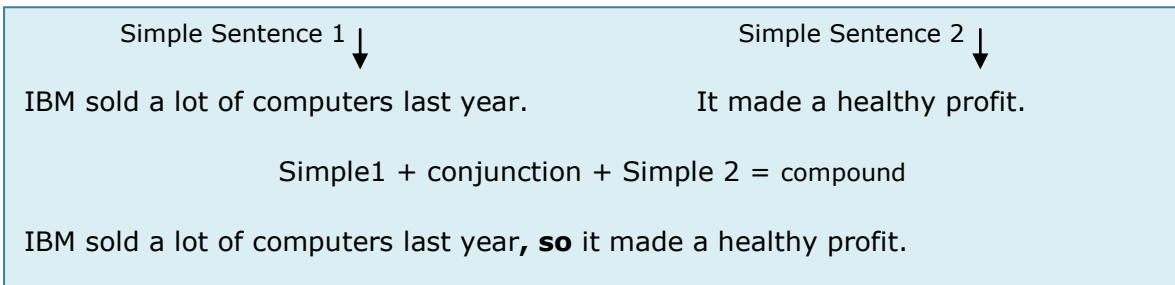 Simple Sentence 1 Simple Sentence 2
IBM sold a lot of computers last year. It made a healthy profit.
Simple1 + conjunction + Simple 2 = compound
IBM sold a lot of computers last year, so it made a healthy profit.